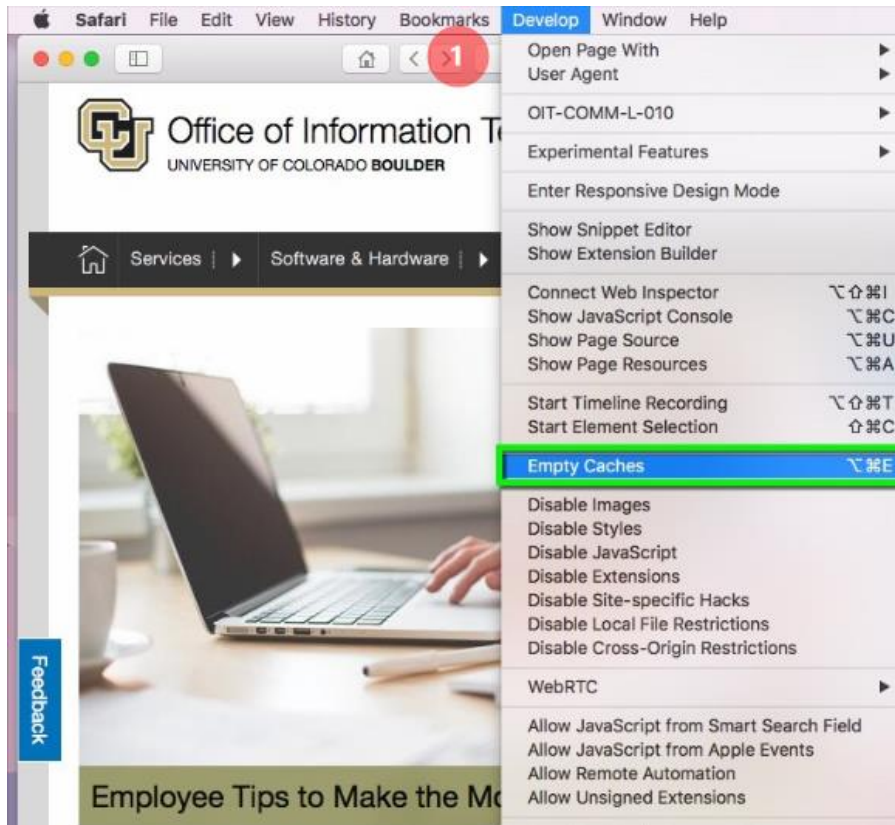 Safari File Edit View History Bookmarks Develop Window Help
1
CU Office of Information Te
UNIVERSITY OF COLORADO BOULDER
Services | Software & Hardware |
Feedback
Employee Tips to Make the Mo
Open Page With
User Agent
OIT-COMM-L-010
Experimental Features
Enter Responsive Design Mode
Show Snippet Editor
Show Extension Builder
Connect Web Inspector ⌥⇧⌘I
Show JavaScript Console ⌥⌘C
Show Page Source ⌥⌘U
Show Page Resources ⌥⌘A
Start Timeline Recording ⌥⇧⌘T
Start Element Selection ⇧⌘C
Empty Caches ⌥⌘E
Disable Images
Disable Styles
Disable JavaScript
Disable Extensions
Disable Site-specific Hacks
Disable Local File Restrictions
Disable Cross-Origin Restrictions
WebRTC
Allow JavaScript from Smart Search Field
Allow JavaScript from Apple Events
Allow Remote Automation
Allow Unsigned Extensions